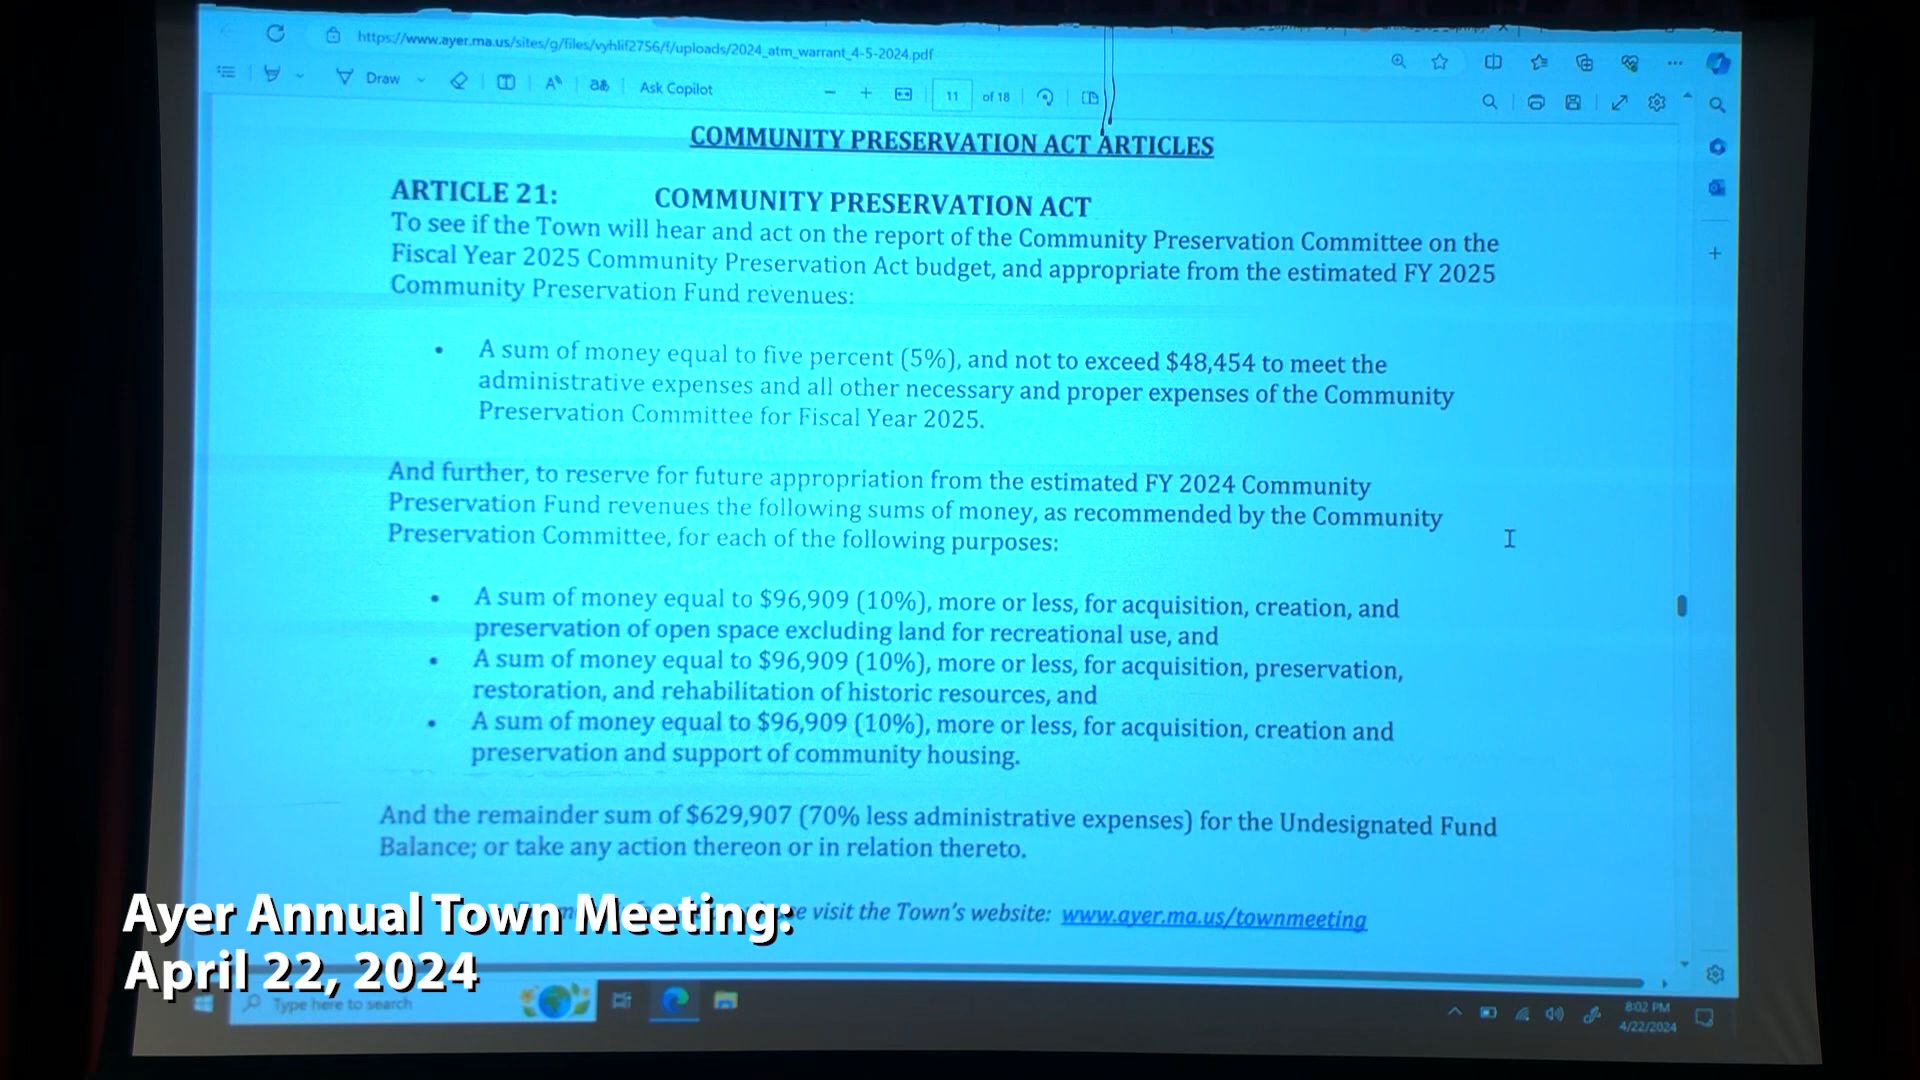 https://www.ayer.ma.us/sites/g/files/vyhlif2756/f/uploads/2024_atm_warrant_4-5-2024.pdf
Draw
Ask Copilot
11 of 18
COMMUNITY PRESERVATION ACT ARTICLES
ARTICLE 21: COMMUNITY PRESERVATION ACT
To see if the Town will hear and act on the report of the Community Preservation Committee on the
Fiscal Year 2025 Community Preservation Act budget, and appropriate from the estimated FY 2025
Community Preservation Fund revenues:
• A sum of money equal to five percent (5%), and not to exceed $48,454 to meet the
administrative expenses and all other necessary and proper expenses of the Community
Preservation Committee for Fiscal Year 2025.
And further, to reserve for future appropriation from the estimated FY 2024 Community
Preservation Fund revenues the following sums of money, as recommended by the Community
Preservation Committee, for each of the following purposes:
• A sum of money equal to $96,909 (10%), more or less, for acquisition, creation, and
preservation of open space excluding land for recreational use, and
• A sum of money equal to $96,909 (10%), more or less, for acquisition, preservation,
restoration, and rehabilitation of historic resources, and
• A sum of money equal to $96,909 (10%), more or less, for acquisition, creation and
preservation and support of community housing.
And the remainder sum of $629,907 (70% less administrative expenses) for the Undesignated Fund
Balance; or take any action thereon or in relation thereto.
visit the Town's website: www.ayer.ma.us/townmeeting
Ayer Annual Town Meeting:
April 22, 2024
Type here to search
8:02 PM
4/22/2024